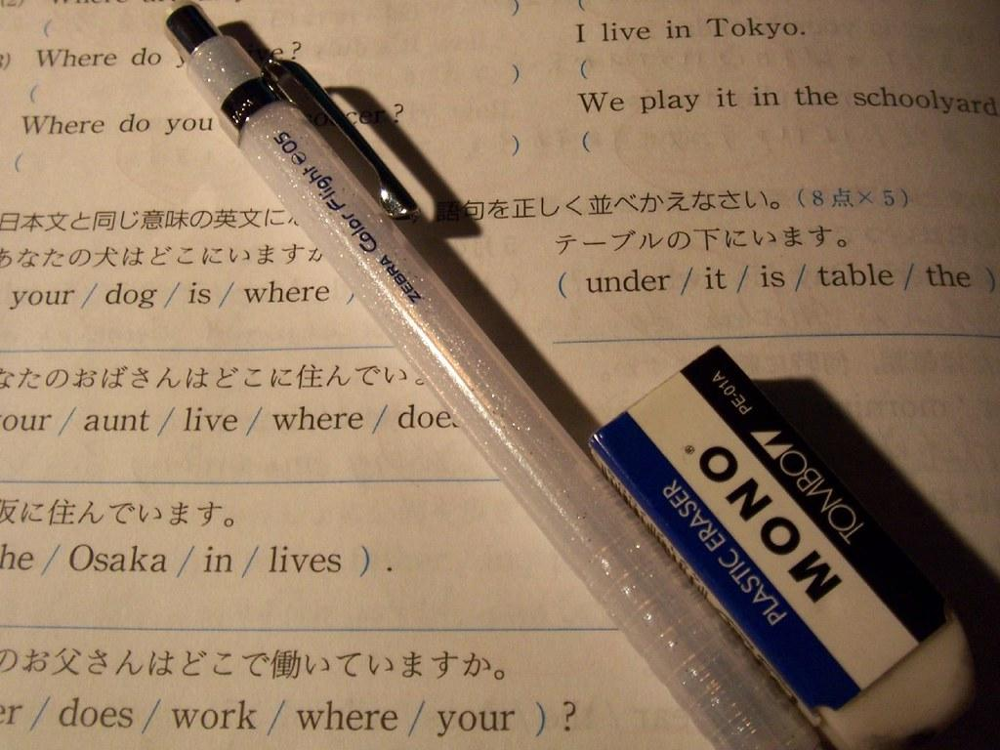 Where do
?
I live in Tokyo.
We play it in the schoolyard
Where do you soccer ?
日本文と同じ意味の英文に
語句を正しく並べかえなさい。(8点×5)
あなたの犬はどこにいますか
your / dog / is / where
テーブルの下にいます。
( under / it / is / table / the )
なたのおばさんはどこに住んでい
our / aunt / live / where / does
阪に住んでいます。
he / Osaka / in / lives ) .
のお父さんはどこで働いていますか。
er / does / work / where / your ) ?
ZEBRA Color Flight 05
PE-01A
TOMBOW
MONO ®
PLASTIC ERASER